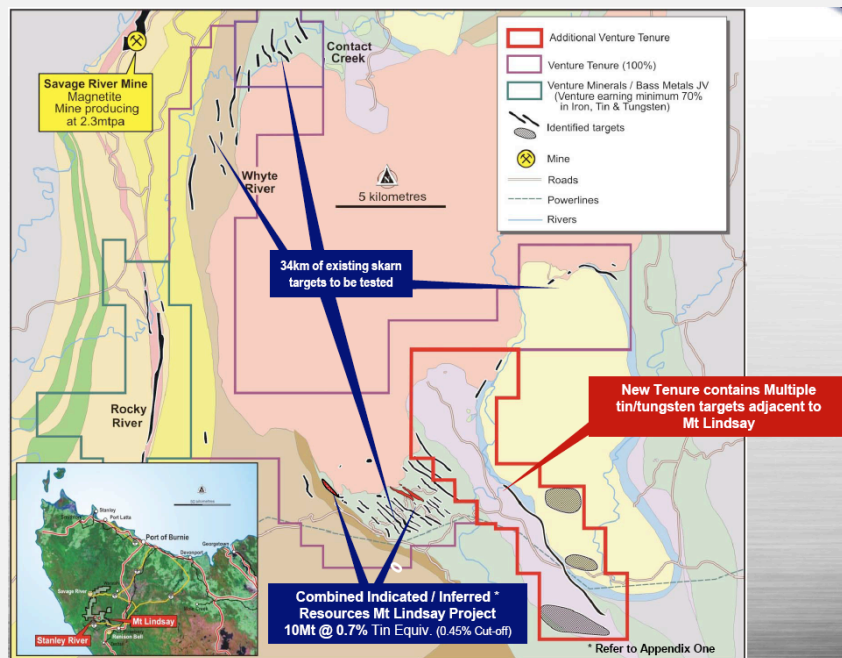 Savage River Mine
Magnetite
Mine producing
at 2.3mtpa
Contact
Creek
Whyte
River
5 kilometres
Additional Venture Tenure
Venture Tenure (100%)
Venture Minerals / Bass Metals JV
(Venture earning minimum 70%
in Iron, Tin & Tungsten)
Identified targets
Mine
Roads
Powerlines
Rivers
34km of existing skarn
targets to be tested
Rocky
River
New Tenure contains Multiple
tin/tungsten targets adjacent to
Mt Lindsay
Stanley
Port Latta
Port of Burnie
Devonport
Georgetown
Savage River
Mt Lindsay
Stanley River
Renison Bell
Combined Indicated / Inferred *
Resources Mt Lindsay Project
10Mt @ 0.7% Tin Equiv. (0.45% Cut-off)
* Refer to Appendix One